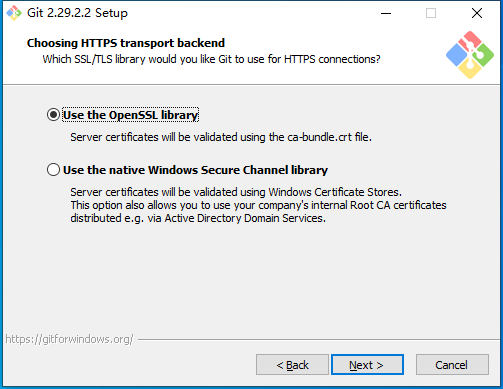 Git 2.29.2.2 Setup
Choosing HTTPS transport backend
Which SSL/TLS library would you like Git to use for HTTPS connections?
Use the OpenSSL library
Server certificates will be validated using the ca-bundle.crt file.
Use the native Windows Secure Channel library
Server certificates will be validated using Windows Certificate Stores.
This option also allows you to use your company's internal Root CA certificates
distributed e.g. via Active Directory Domain Services.
https://gitforwindows.org/
< Back
Next >
Cancel